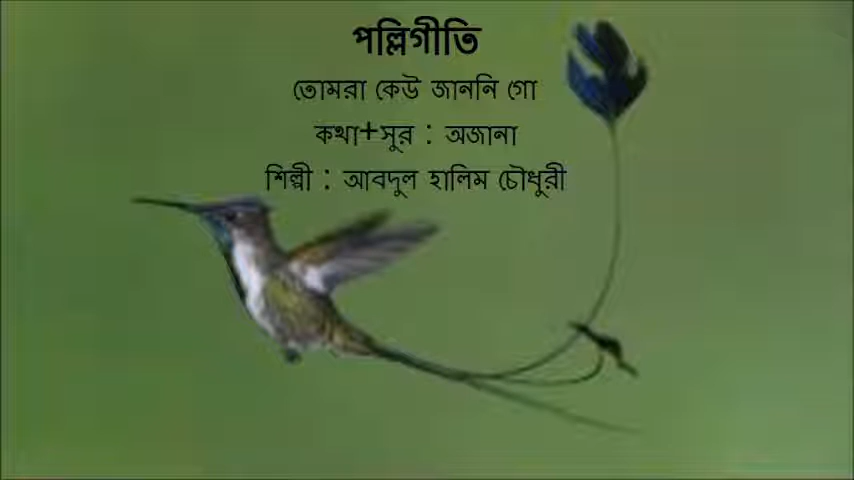 পল্লিগীতি
তোমরা কেউ জাননি গো
কথা+সুর : অজানা
শিল্পী : আবদুল হালিম চৌধুরী